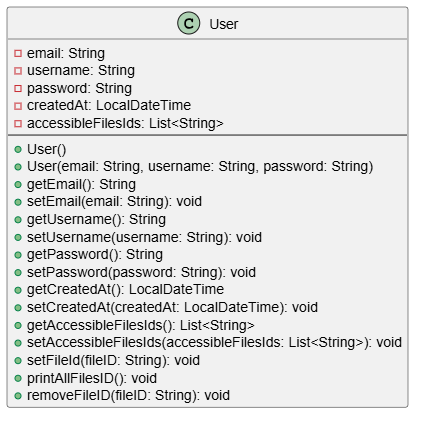 C User
email: String
username: String
password: String
createdAt: LocalDateTime
accessibleFilesIds: List<String>
User()
User(email: String, username: String, password: String)
getEmail(): String
setEmail(email: String): void
getUsername(): String
setUsername(username: String): void
getPassword(): String
setPassword(password: String): void
getCreatedAt(): LocalDateTime
setCreatedAt(createdAt: LocalDateTime): void
getAccessibleFilesIds(): List<String>
setAccessibleFilesIds(accessibleFilesIds: List<String>): void
setFileId(fileID: String): void
printAllFilesID(): void
removeFileID(fileID: String): void